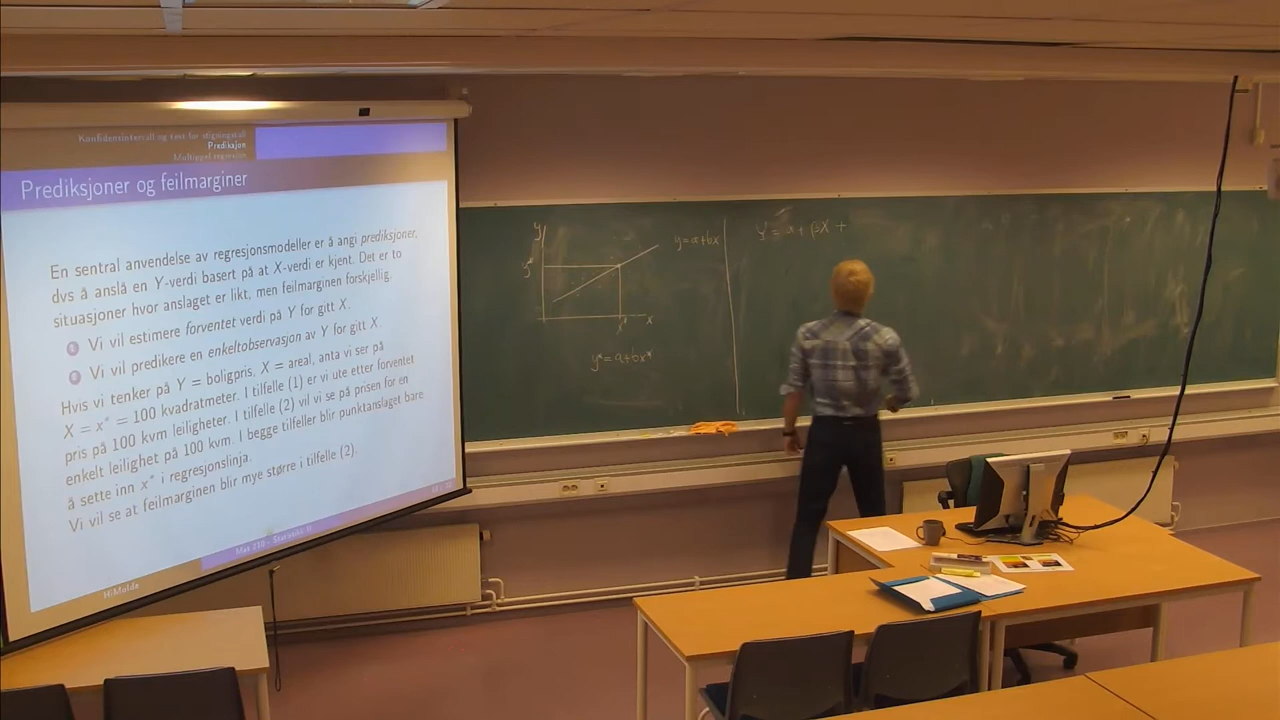 Konfidensintervall og test for stigningstall
Prediksjon
Multippel regresjon
Prediksjoner og feilmarginer
En sentral anvendelse av regresjonsmodeller er å angi prediksjoner,
dvs å anslå en Y-verdi basert på at X-verdi er kjent. Det er to
situasjoner hvor anslaget er likt, men feilmarginen forskjellig.
1 Vi vil estimere forventet verdi på Y for gitt X.
2 Vi vil predikere en enkeltobservasjon av Y for gitt X.
Hvis vi tenker på Y = boligpris, X = areal, anta vi ser på
X = x* = 100 kvadratmeter. I tilfelle (1) er vi ute etter forventet
pris på 100 kvm leiligheter. I tilfelle (2) vil vi se på prisen for en
enkelt leilighet på 100 kvm. I begge tilfeller blir punktanslaget bare
å sette inn x* i regresjonslinja.
Vi vil se at feilmarginen blir mye større i tilfelle (2).
HiMolde
Mat 210 - Statistikk II
y
y*
x*
x
y=a+bx
y*=a+bx*
Y = α + βX +